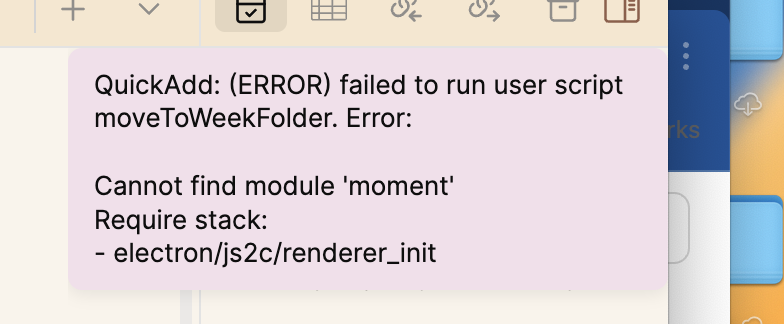 QuickAdd: (ERROR) failed to run user script
moveToWeekFolder. Error:
Cannot find module 'moment'
Require stack:
- electron/js2c/renderer_init
rks